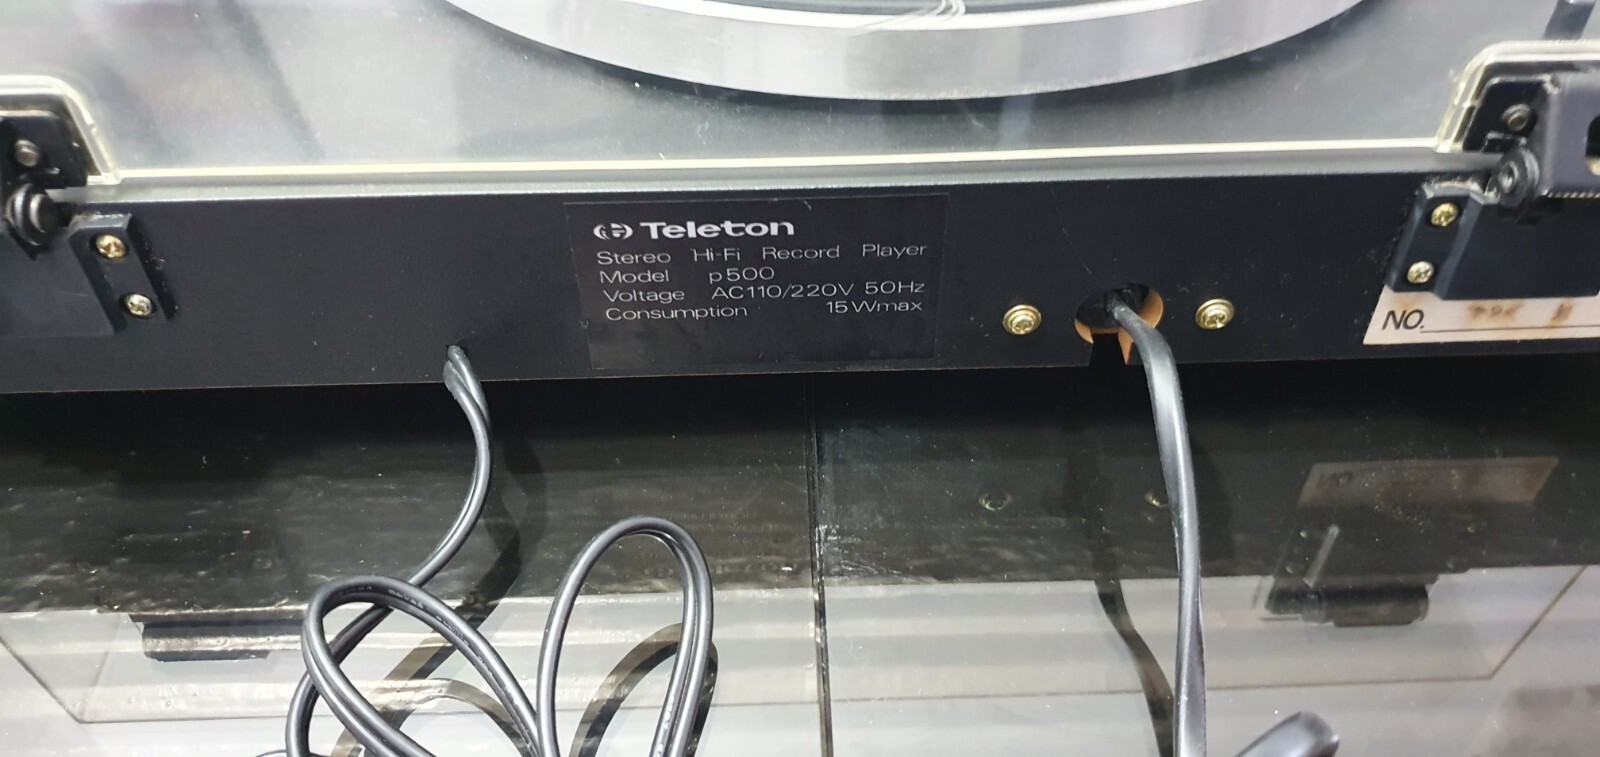 Teleton
Stereo Hi-Fi Record Player
Model p500
Voltage AC110/220V 50Hz
Consumption 15Wmax
NO.